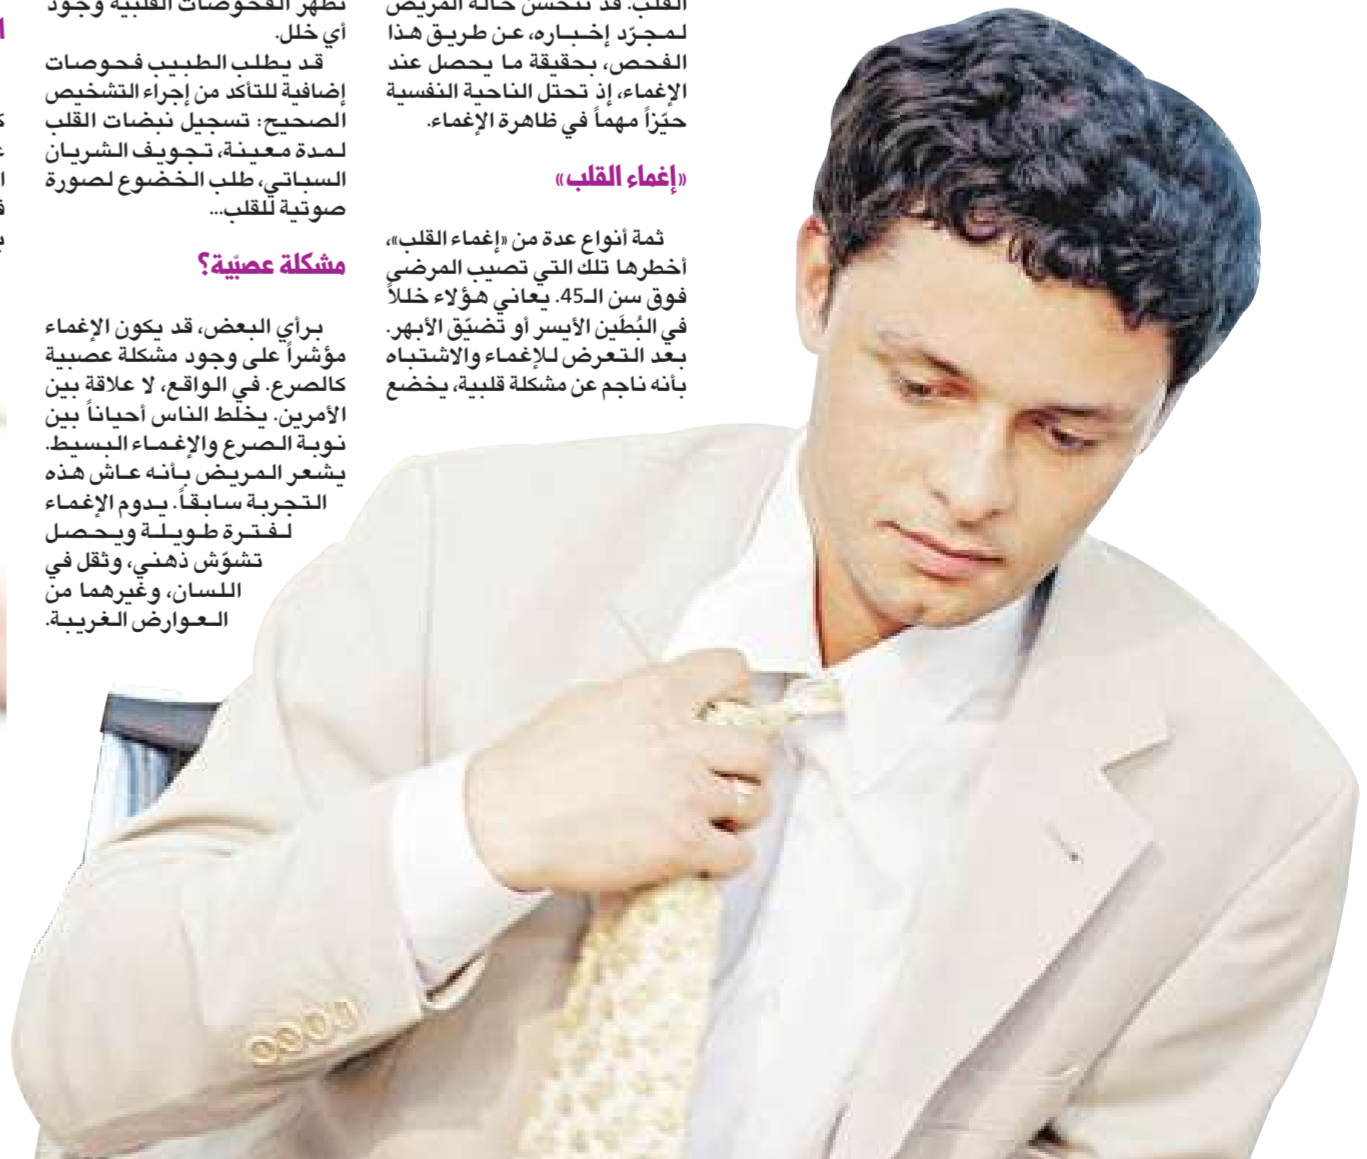 القلب. قد تتحسن حالة المريض
لمجرّد إخباره، عن طريق هذا
الفحص، بحقيقة ما يحصل عند
الإغماء، إذ تحتل الناحية النفسية
حيّزاً مهماً في ظاهرة الإغماء.
«إغماء القلب»
ثمة أنواع عدة من «إغماء القلب»،
أخطرها تلك التي تصيب المرضى
فوق سن الـ45. يعاني هؤلاء خللاً
في البُطَين الأيسر أو تضيّق الأبهر.
بعد التعرض للإغماء والاشتباه
بأنه ناجم عن مشكلة قلبية، يخضع
تظهر الفحوصات القلبية وجود
أي خلل.
قد يطلب الطبيب فحوصات
إضافية للتأكد من إجراء التشخيص
الصحيح: تسجيل نبضات القلب
لمدة معينة، تجويف الشريان
السباتي، طلب الخضوع لصورة
صوتية للقلب...
مشكلة عصبّية؟
برأي البعض، قد يكون الإغماء
مؤشراً على وجود مشكلة عصبية
كالصرع. في الواقع، لا علاقة بين
الأمرين. يخلط الناس أحياناً بين
نوبة الصرع والإغماء البسيط.
يشعر المريض بأنه عاش هذه
التجربة سابقاً. يدوم الإغماء
لفترة طويلة ويحصل
تشوّش ذهني، وثقل في
اللسان، وغيرهما من
العوارض الغريبة.